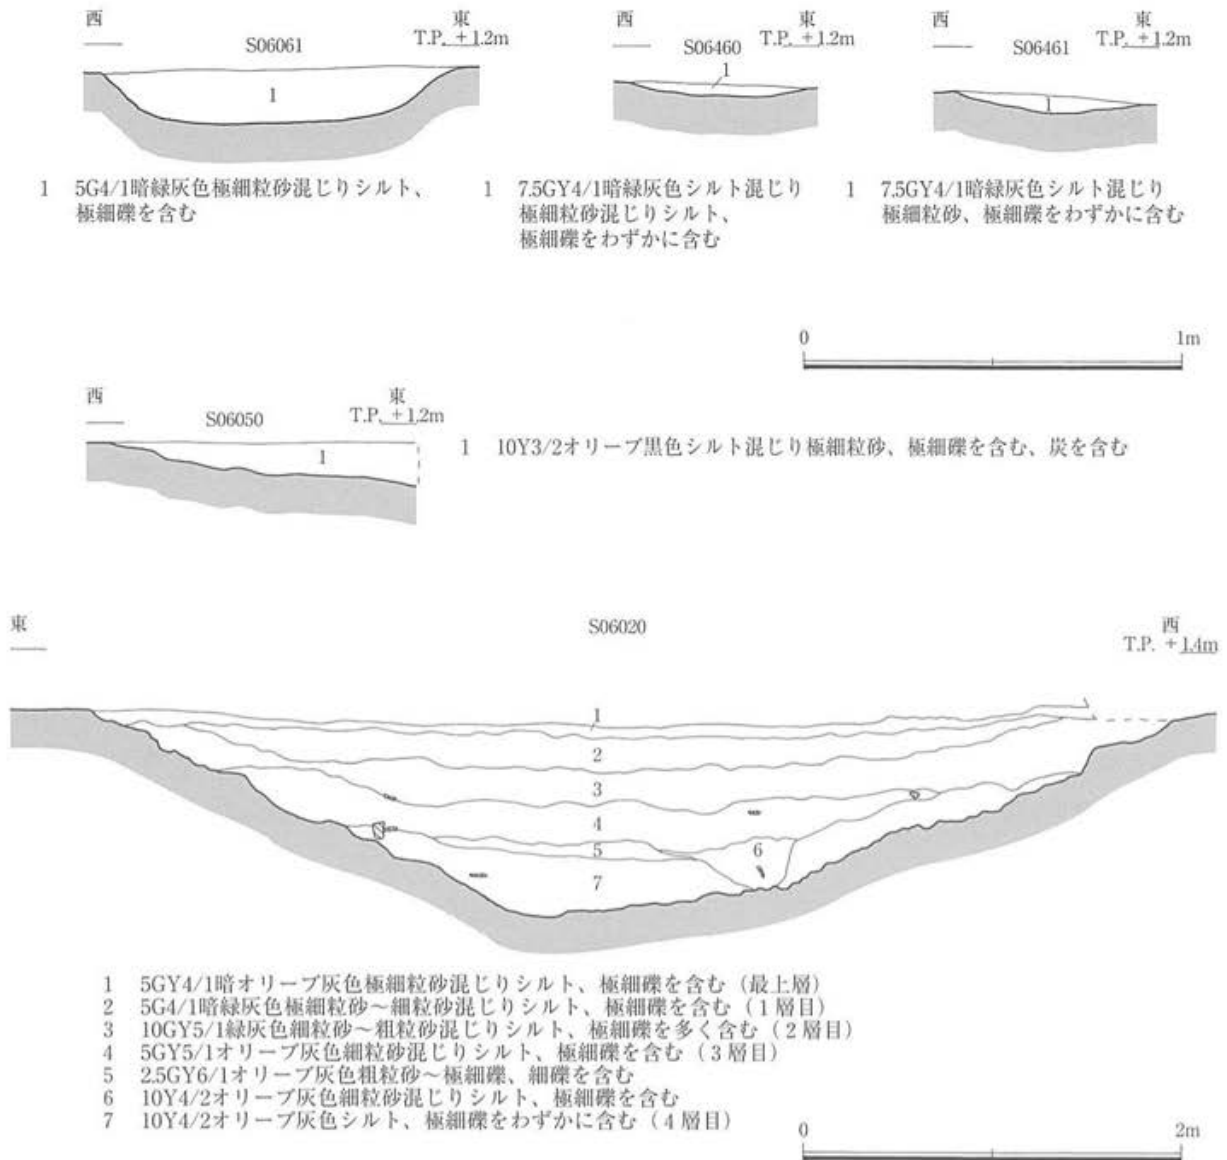 西
東
S06061
T.P. +1.2m
1
1 5G4/1暗緑灰色極細粒砂混じりシルト、
極細礫を含む
西
東
S06460
T.P. +1.2m
1
1 7.5GY4/1暗緑灰色シルト混じり
極細粒砂混じりシルト、
極細礫をわずかに含む
西
東
S06461
T.P. +1.2m
1
1 7.5GY4/1暗緑灰色シルト混じり
極細粒砂、極細礫をわずかに含む
0 1m
西
東
S06050
T.P. +1.2m
1
1 10Y3/2オリーブ黒色シルト混じり極細粒砂、極細礫を含む、炭を含む
東
S06020
西
T.P. +1.4m
1
2
3
4
5
6
7
1 5GY4/1暗オリーブ灰色極細粒砂混じりシルト、極細礫を含む(最上層)
2 5G4/1暗緑灰色極細粒砂～細粒砂混じりシルト、極細礫を含む(1層目)
3 10GY5/1緑灰色細粒砂～粗粒砂混じりシルト、極細礫を多く含む(2層目)
4 5GY5/1オリーブ灰色細粒砂混じりシルト、極細礫を含む(3層目)
5 2.5GY6/1オリーブ灰色粗粒砂～極細礫、細礫を含む
6 10Y4/2オリーブ灰色細粒砂混じりシルト、極細礫を含む
7 10Y4/2オリーブ灰色シルト、極細礫をわずかに含む(4層目)
0 2m